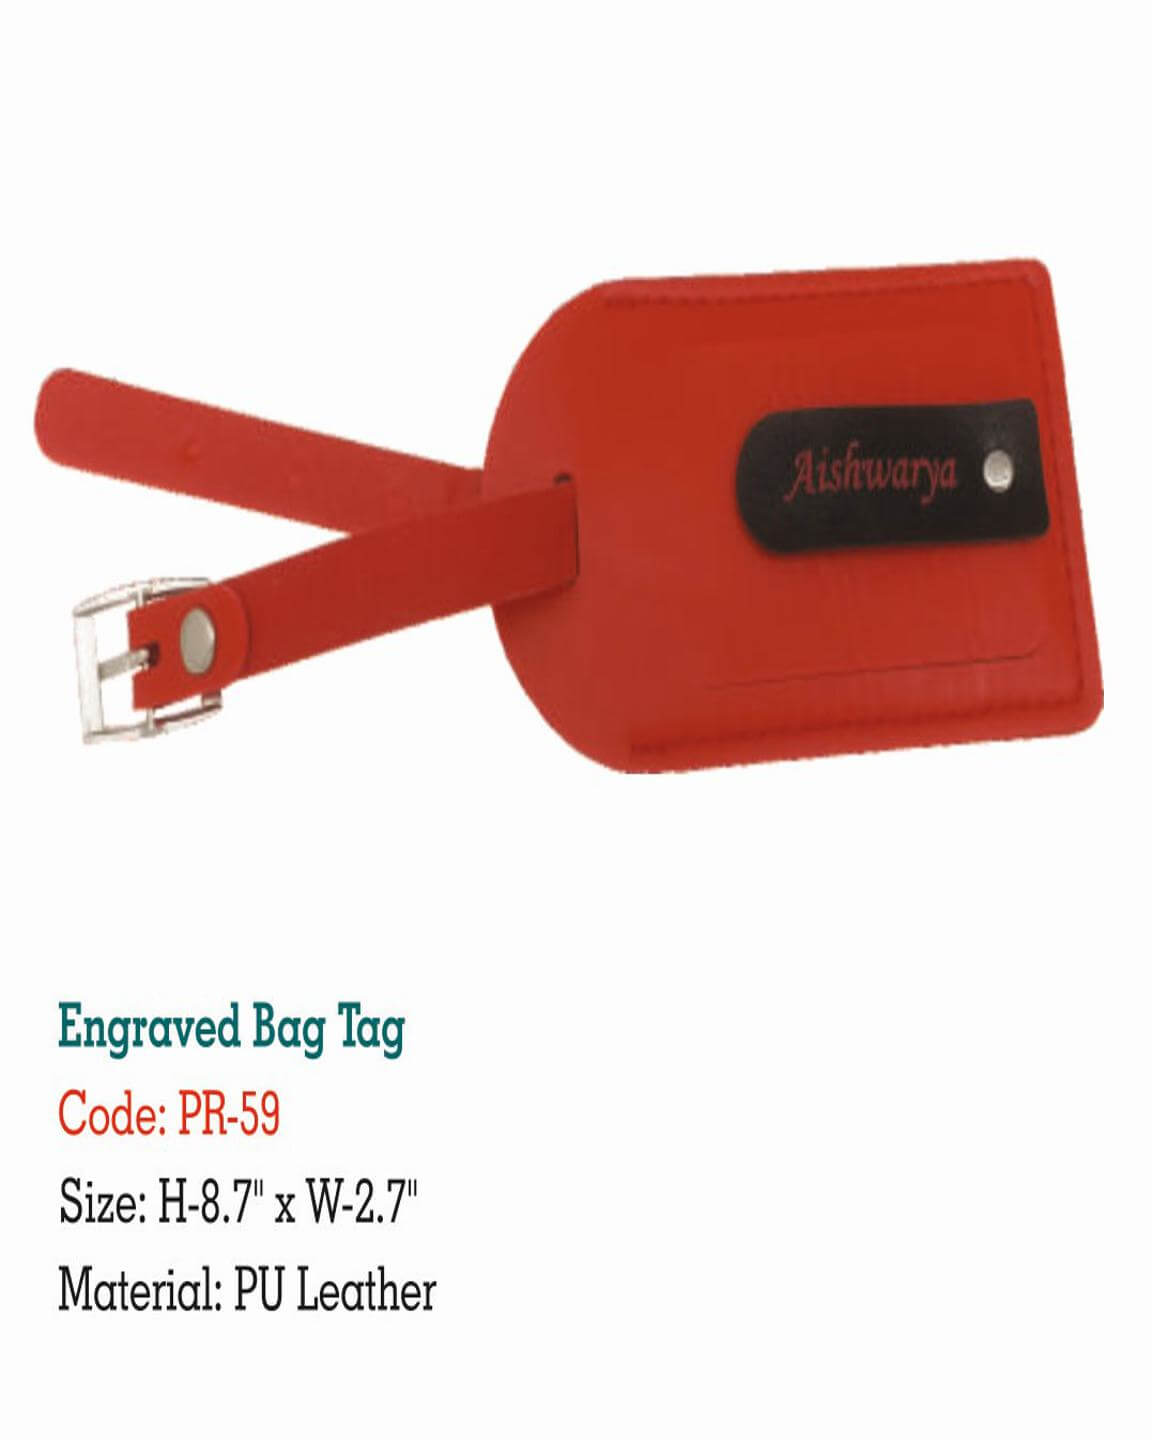 Aishwarya
Engraved Bag Tag
Code: PR-59
Size: H-8.7" x W-2.7"
Material: PU Leather